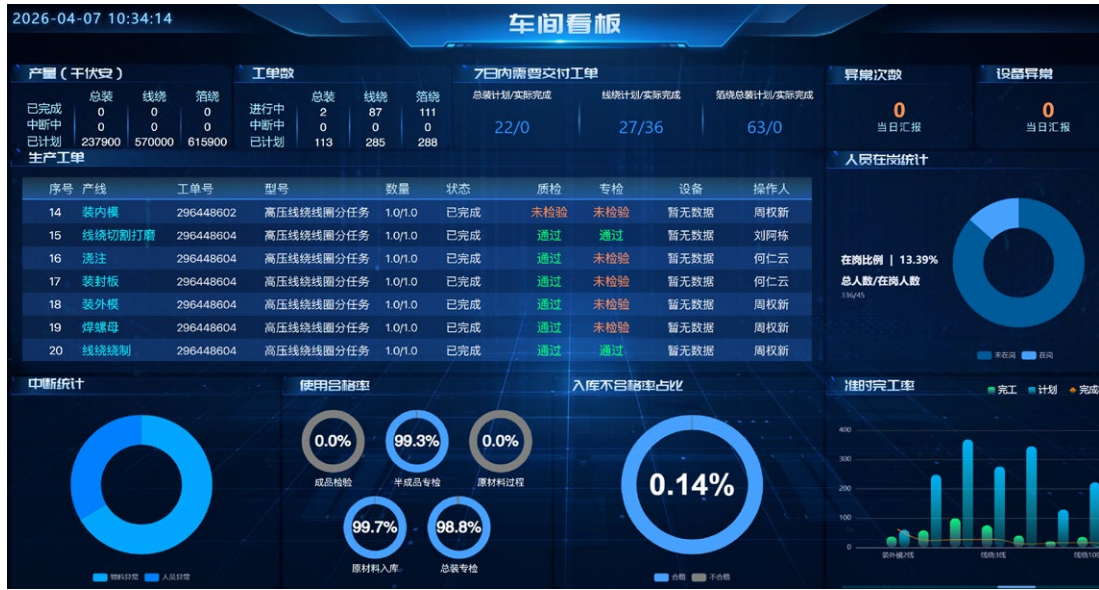 2026-04-07 10:34:14
车间看板
产量(千伏安)
总装 线绕 箔绕
已完成 0 0 0
中断中 0 0 0
已计划 237900 570000 615900
工单数
总装 线绕 箔绕
进行中 2 87 111
中断中 0 0 0
已计划 113 285 288
7日内需要交付工单
总装计划/实际完成 线绕计划/实际完成 箔绕总装计划/实际完成
22/0 27/36 63/0
异常次数
0
当日汇报
设备异常
0
当日汇报
生产工单
序号 产线 工单号 型号 数量 状态 质检 专检 设备 操作人
14 装内模 296448602 高压线绕线圈分任务 1.0/1.0 已完成 未检验 未检验 暂无数据 周权新
15 线绕切割打磨 296448604 高压线绕线圈分任务 1.0/1.0 已完成 通过 通过 暂无数据 刘阿栋
16 浇注 296448604 高压线绕线圈分任务 1.0/1.0 已完成 通过 未检验 暂无数据 何仁云
17 装封板 296448604 高压线绕线圈分任务 1.0/1.0 已完成 通过 未检验 暂无数据 何仁云
18 装外模 296448604 高压线绕线圈分任务 1.0/1.0 已完成 通过 未检验 暂无数据 周权新
19 焊螺母 296448604 高压线绕线圈分任务 1.0/1.0 已完成 通过 未检验 暂无数据 周权新
20 线绕绕制 296448604 高压线绕线圈分任务 1.0/1.0 已完成 通过 通过 暂无数据 周权新
人员在岗统计
在岗比例 | 13.39%
总人数/在岗人数
336/45
未在岗 在岗
中断统计
物料异常 人员异常
使用合格率
0.0% 99.3% 0.0%
成品检验 半成品专检 原材料过程
99.7% 98.8%
原材料入库 总装专检
入库不合格率占比
0.14%
合格 不合格
准时完工率
完工 计划 完成
400
300
200
100
0
装外模2线 线绕3线 线绕10